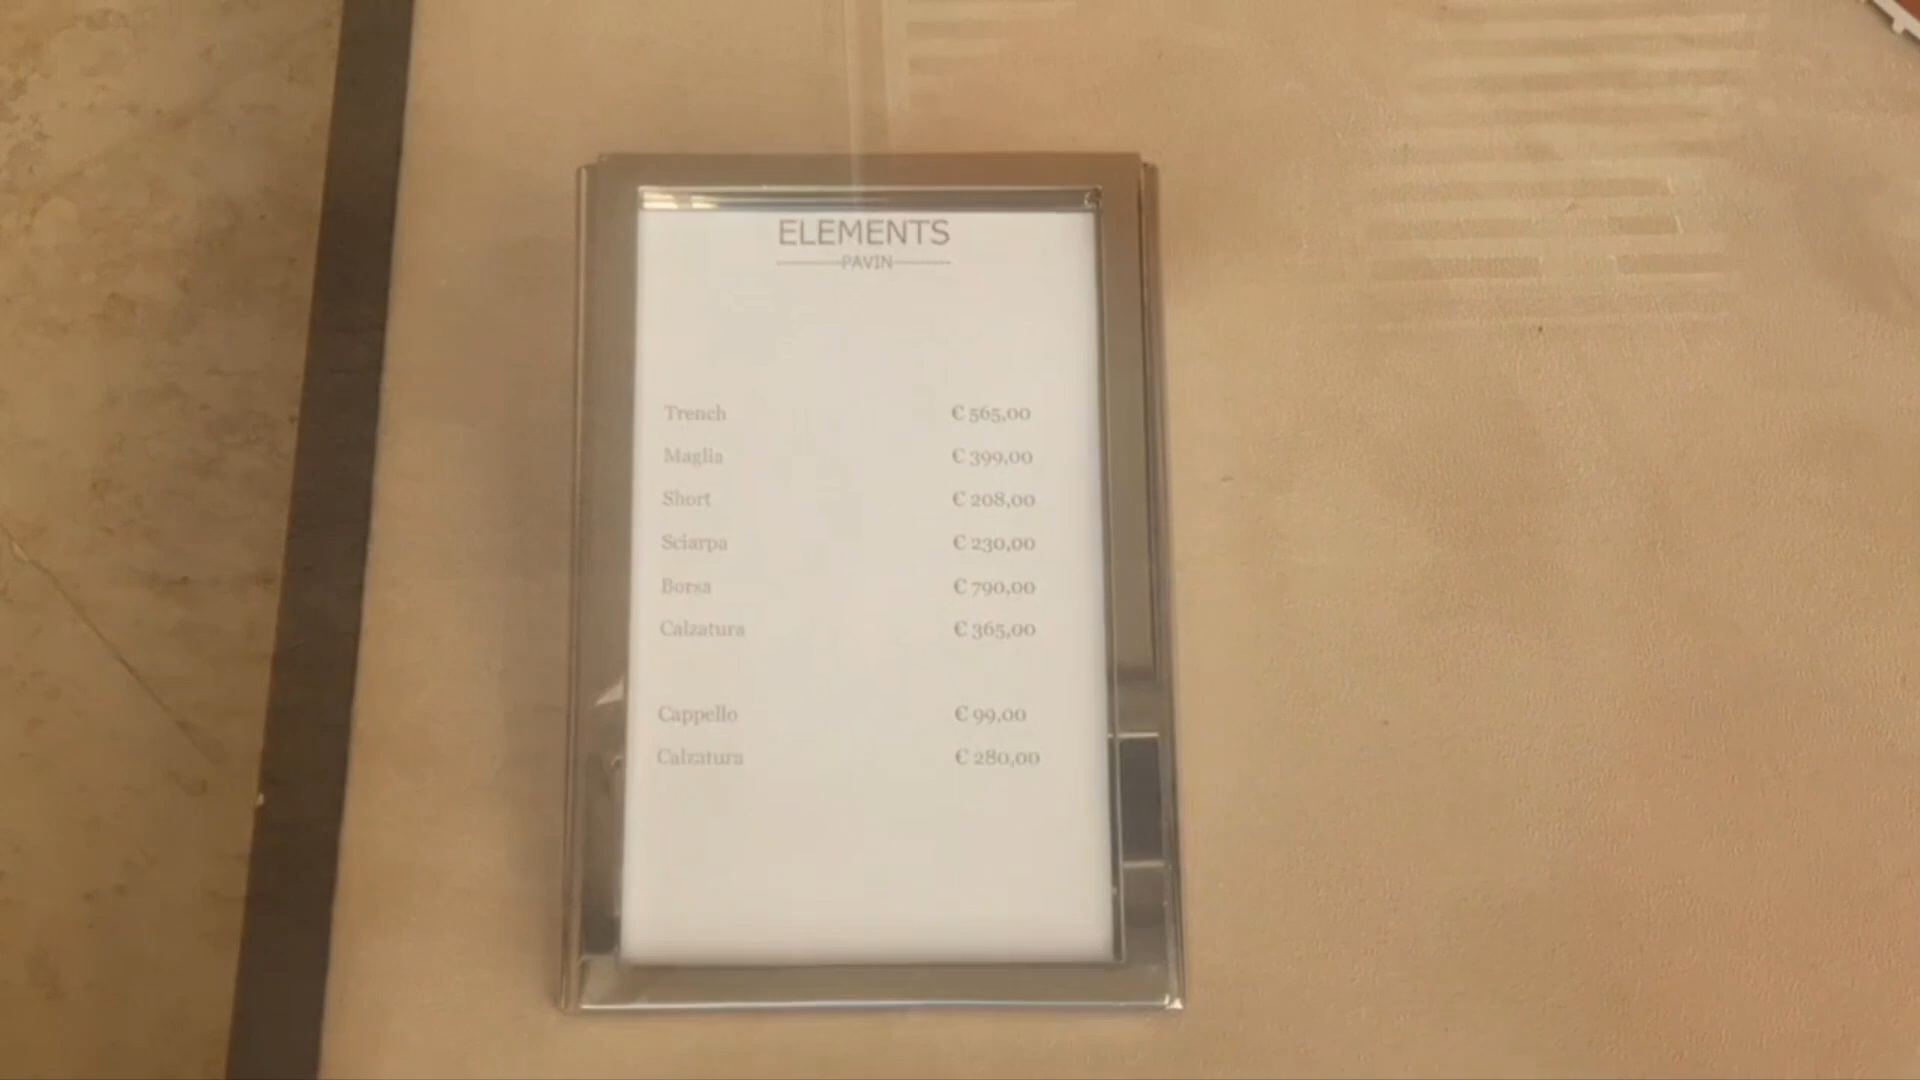 ELEMENTS
PAVIN
Trench € 565,00
Maglia € 399,00
Short € 208,00
Sciarpa € 230,00
Borsa € 790,00
Calzatura € 365,00
Cappello € 99,00
Calzatura € 280,00